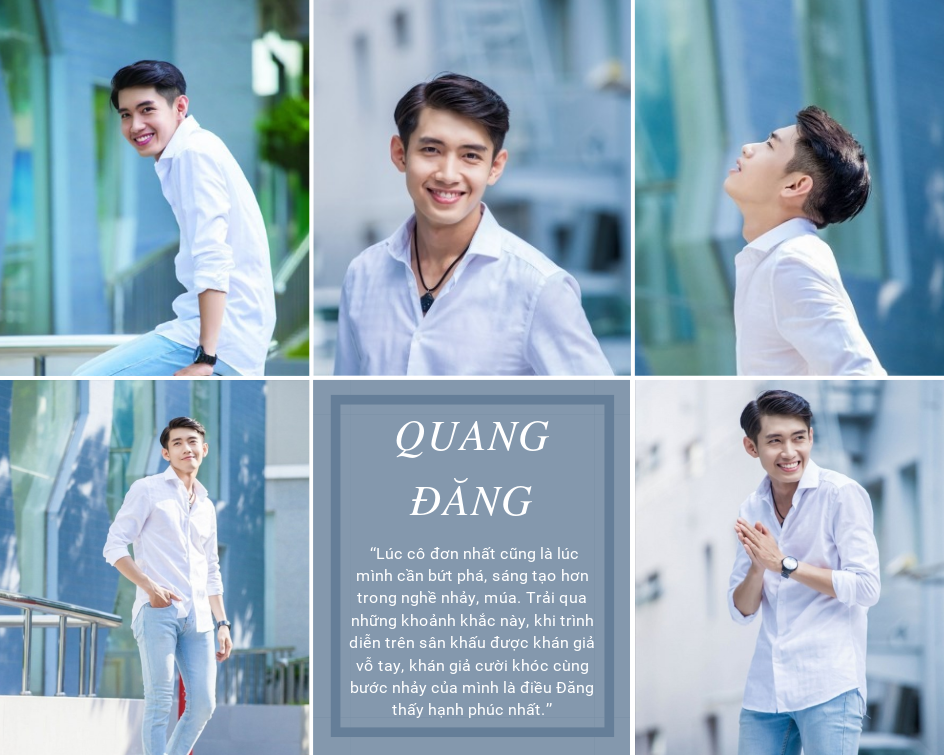 QUANG
ĐĂNG
“Lúc cô đơn nhất cũng là lúc
mình cần bứt phá, sáng tạo hơn
trong nghề nhảy, múa. Trải qua
những khoảnh khắc này, khi trình
diễn trên sân khấu được khán giả
vỗ tay, khán giả cười khóc cùng
bước nhảy của mình là điều Đăng
thấy hạnh phúc nhất.”